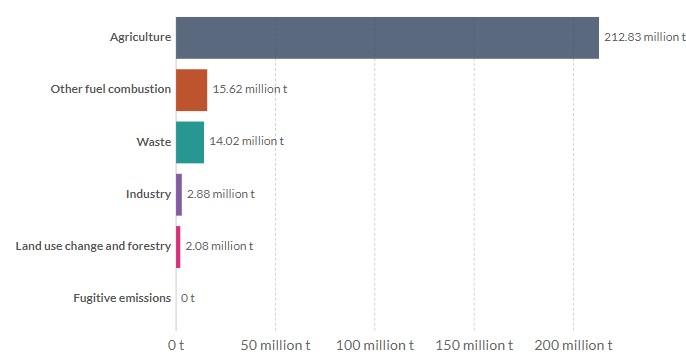 Agriculture 212.83 million t
Other fuel combustion 15.62 million t
Waste 14.02 million t
Industry 2.88 million t
Land use change and forestry 2.08 million t
Fugitive emissions 0 t
0 t 50 million t 100 million t 150 million t 200 million t